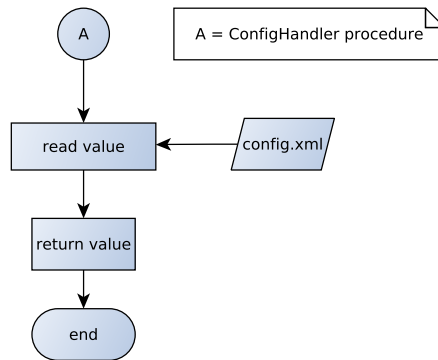 A
A = ConfigHandler procedure
read value
config.xml
return value
end